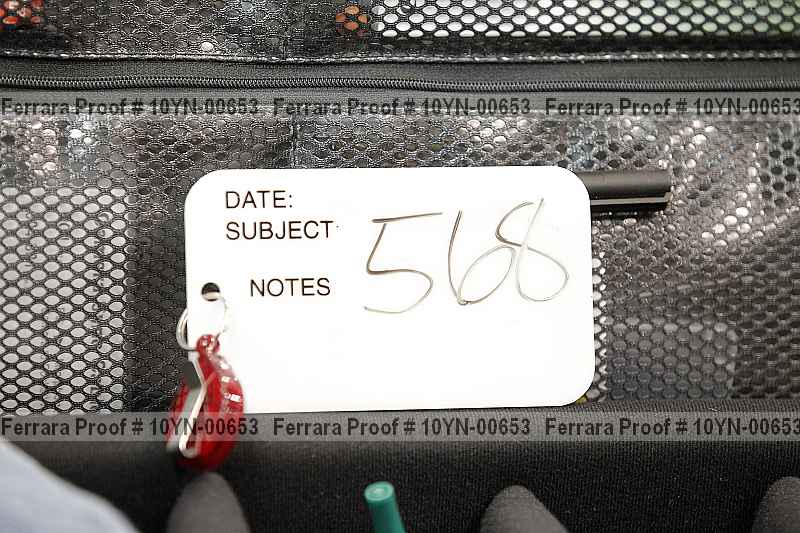 Ferrara Proof # 10YN-00653 Ferrara Proof # 10YN-00653 Ferrara Proof # 10YN-00653
DATE:
SUBJECT
568
NOTES
Ferrara Proof # 10YN-00653 Ferrara Proof # 10YN-00653 Ferrara Proof # 10YN-00653